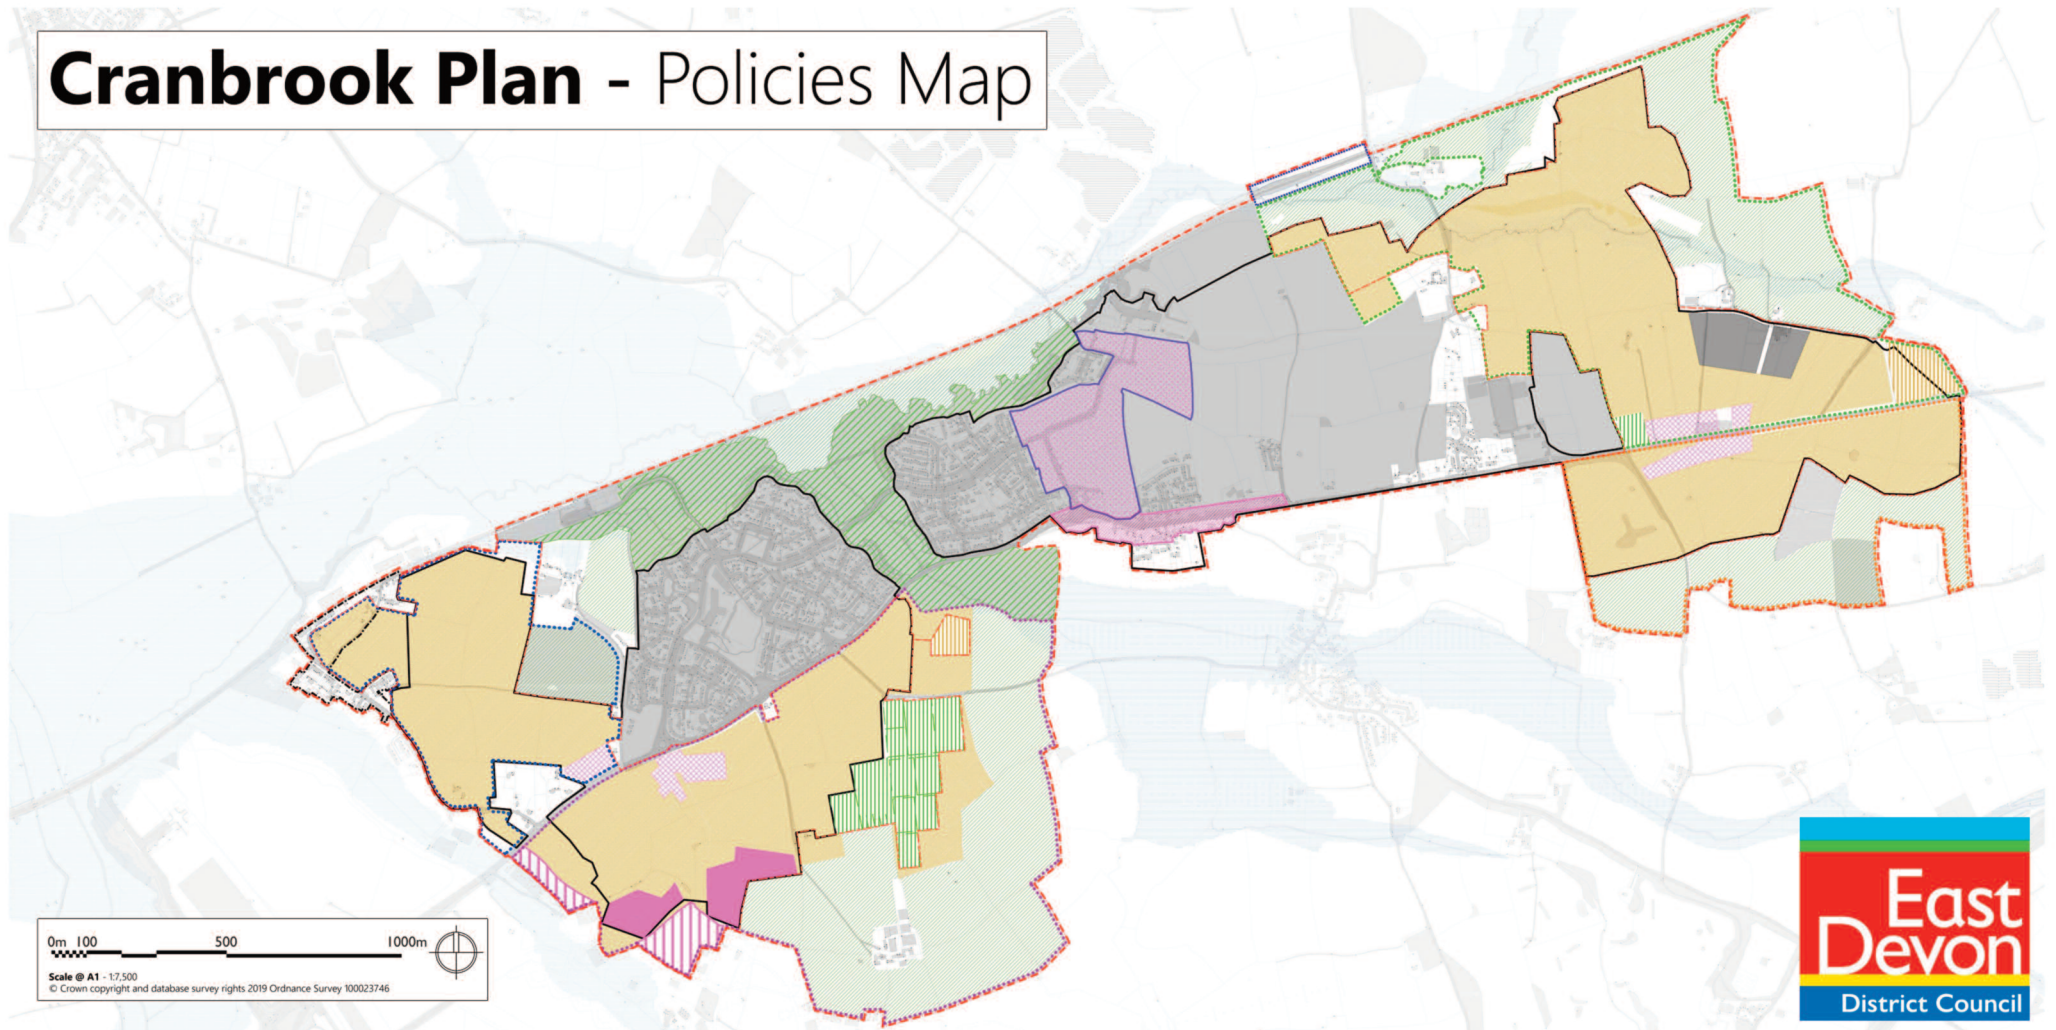 Cranbrook Plan - Policies Map
0m 100 500 1000m
Scale @ A1 - 1:7,500
© Crown copyright and database survey rights 2019 Ordnance Survey 100023746
East
Devon
District Council